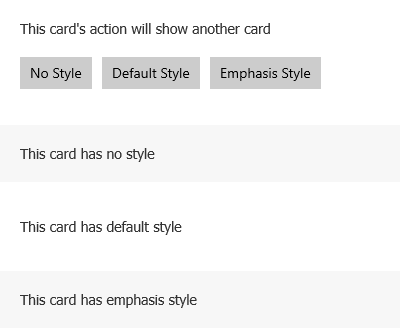 This card's action will show another card
No Style Default Style Emphasis Style
This card has no style
This card has default style
This card has emphasis style